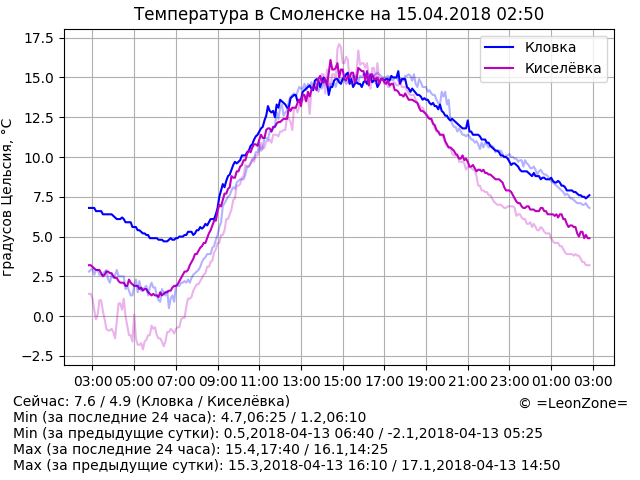 Температура в Смоленске на 15.04.2018 02:50
градусов Цельсия, °C
17.5
15.0
12.5
10.0
7.5
5.0
2.5
0.0
−2.5
Кловка
Киселёвка
03:00 05:00 07:00 09:00 11:00 13:00 15:00 17:00 19:00 21:00 23:00 01:00 03:00
Сейчас: 7.6 / 4.9 (Кловка / Киселёвка)
© =LeonZone=
Min (за последние 24 часа): 4.7,06:25 / 1.2,06:10
Min (за предыдущие сутки): 0.5,2018-04-13 06:40 / -2.1,2018-04-13 05:25
Max (за последние 24 часа): 15.4,17:40 / 16.1,14:25
Max (за предыдущие сутки): 15.3,2018-04-13 16:10 / 17.1,2018-04-13 14:50